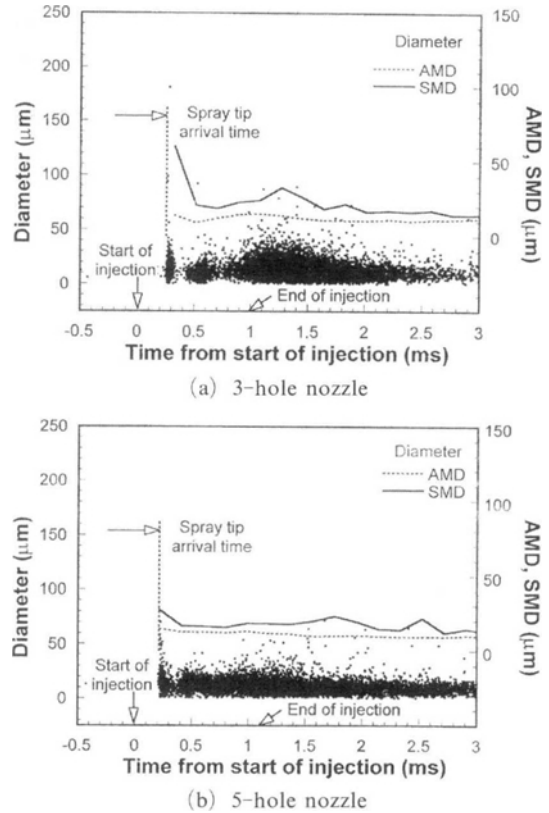 250
200
150
100
50
0
Diameter (μm)
Diameter
AMD
SMD
Spray tip
arrival time
Start of
injection
End of injection
150
100
50
0
AMD, SMD
(μm)
-0.5 0 0.5 1 1.5 2 2.5 3
Time from start of injection (ms)
(a) 3-hole nozzle
250
200
150
100
50
0
Diameter (μm)
Diameter
AMD
SMD
Spray tip
arrival time
Start of
injection
End of injection
150
100
50
0
AMD, SMD
(μm)
-0.5 0 0.5 1 1.5 2 2.5 3
Time from start of injection (ms)
(b) 5-hole nozzle